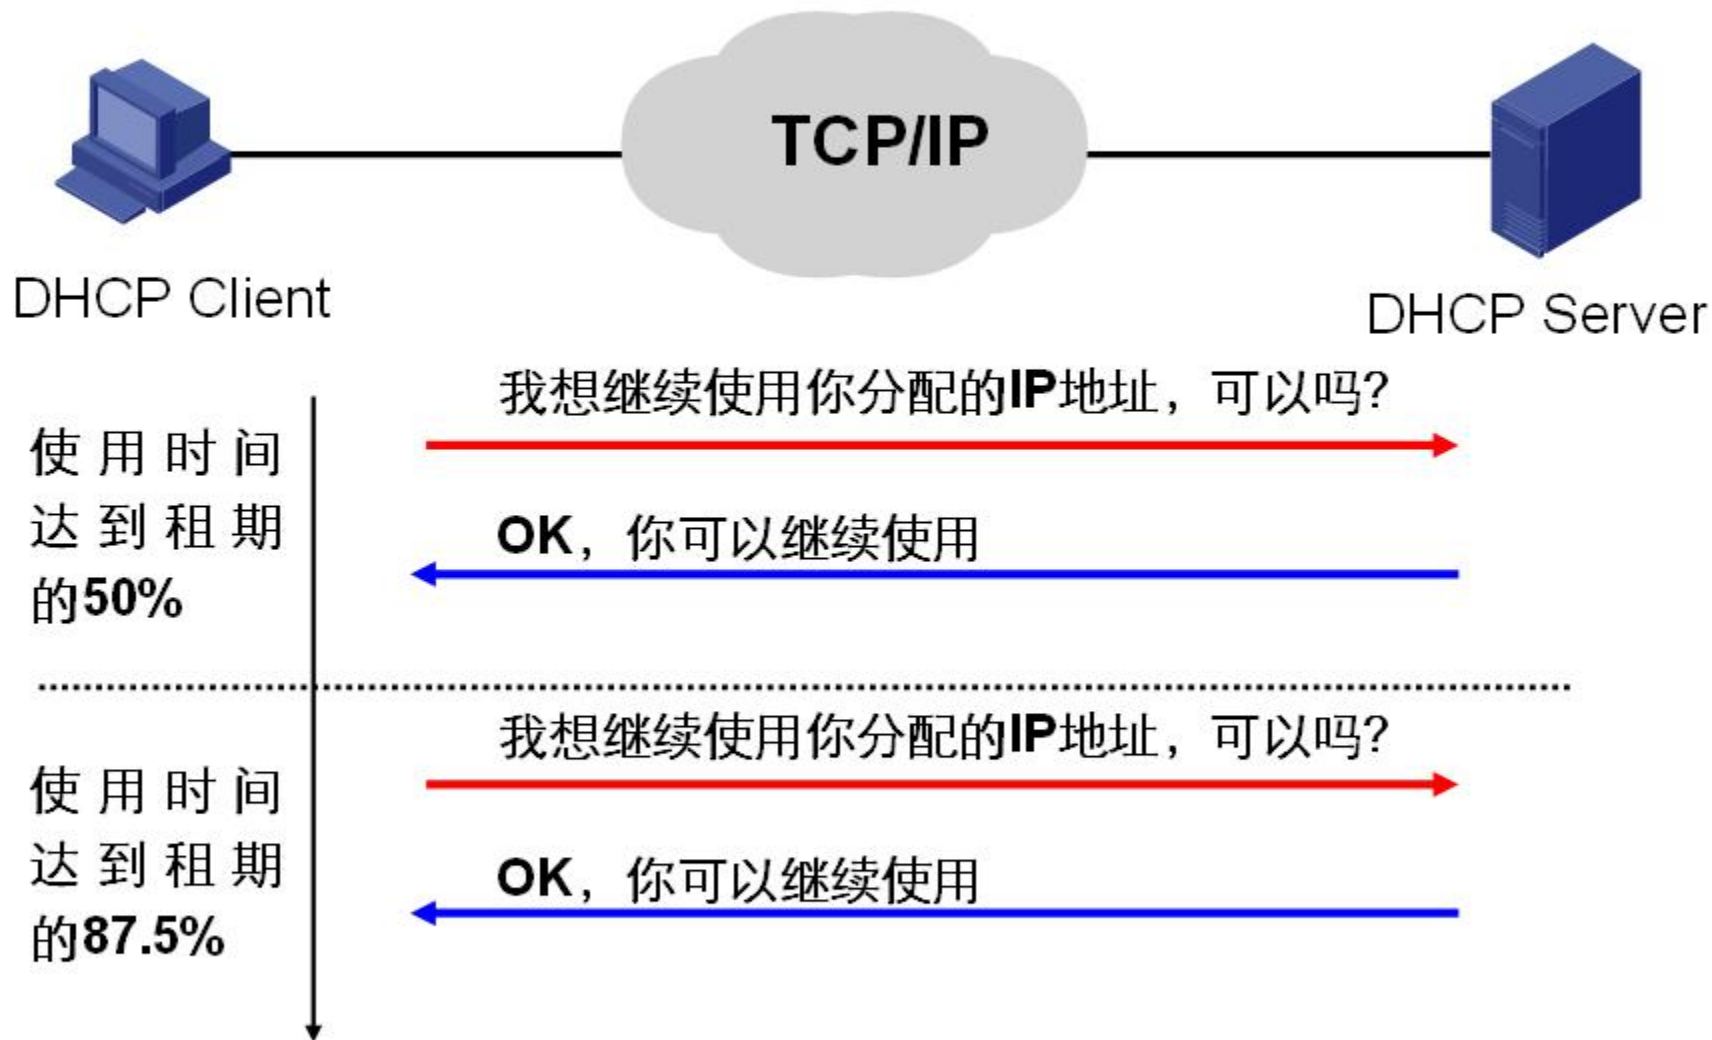 TCP/IP
DHCP Client
DHCP Server
我想继续使用你分配的IP地址，可以吗?
使用时间
达到租期
的50%
OK，你可以继续使用
我想继续使用你分配的IP地址，可以吗?
使用时间
达到租期
的87.5%
OK，你可以继续使用